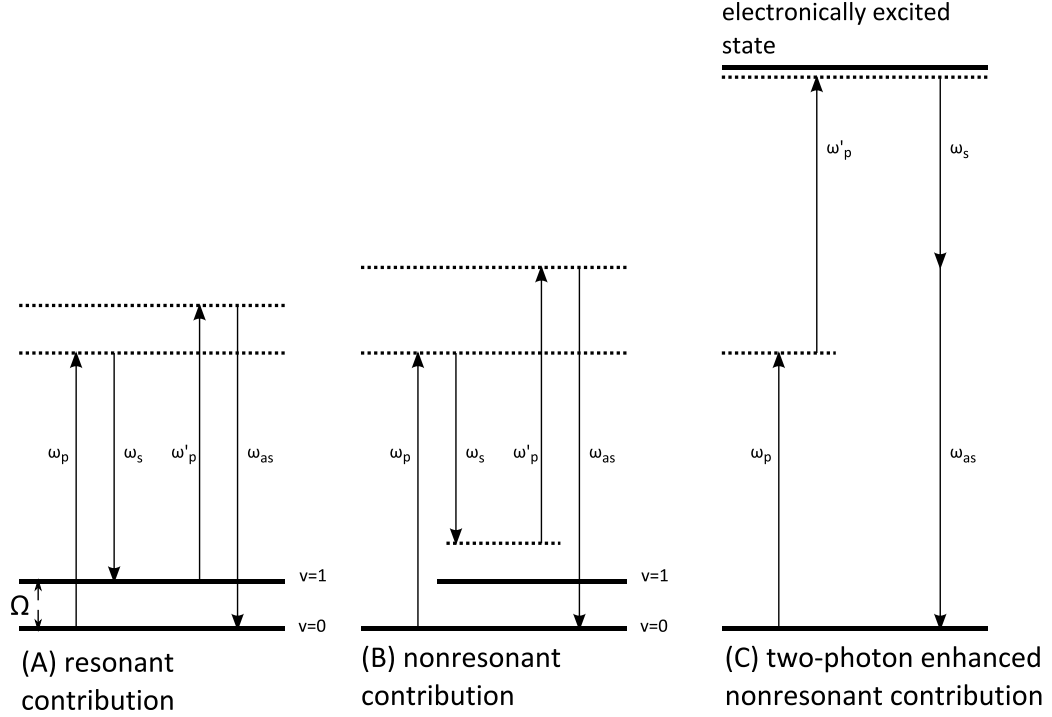 electronically excited
state
ω'p
ωs
ωp
ωs
ω'p
ωas
ωp
ωs
ω'p
ωas
ωp
ωas
v=1
Ω
v=0
v=1
v=0
(A) resonant
contribution
(B) nonresonant
contribution
(C) two-photon enhanced
nonresonant contribution